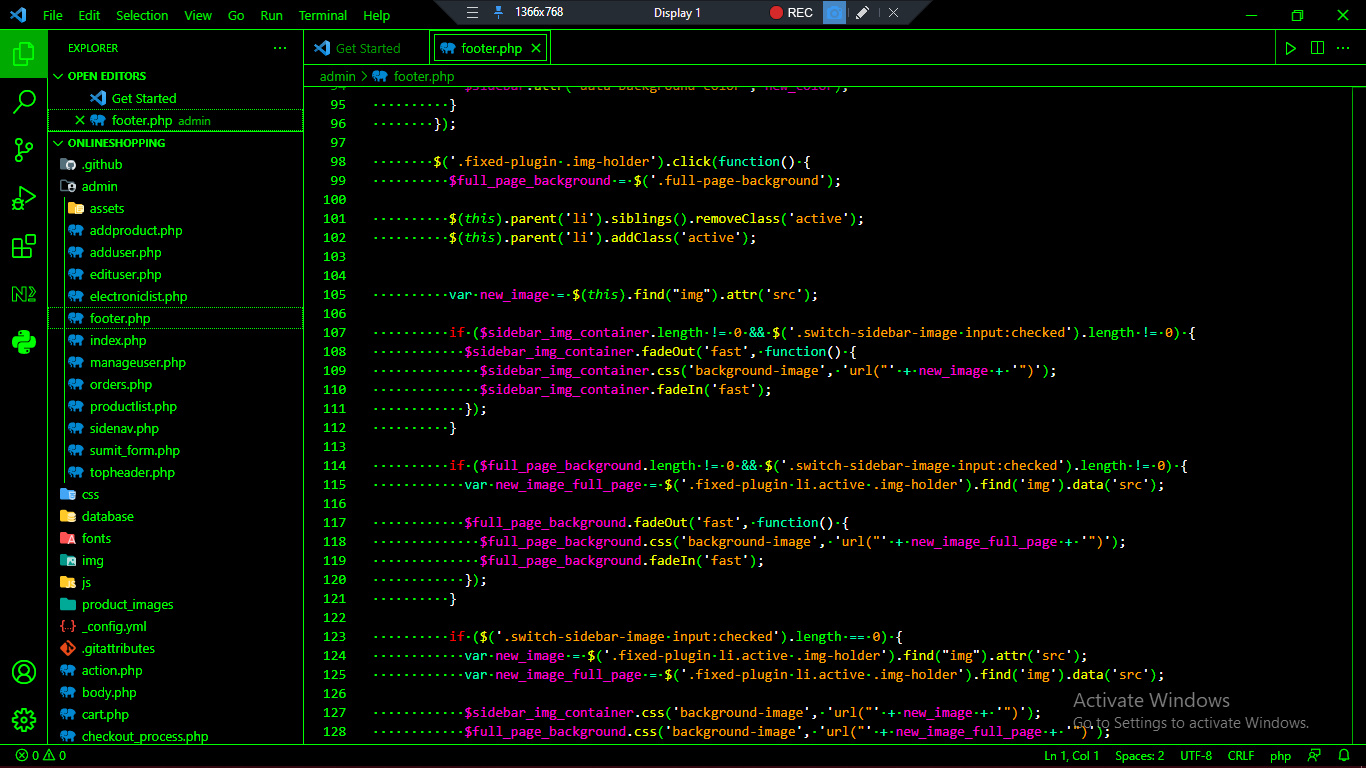 File Edit Selection View Go Run Terminal Help
1366x768 Display 1 REC
EXPLORER
Get Started footer.php
OPEN EDITORS
Get Started
footer.php admin
ONLINESHOPPING
.github
admin
assets
addproduct.php
adduser.php
edituser.php
electroniclist.php
footer.php
index.php
manageuser.php
orders.php
productlist.php
sidenav.php
sumit_form.php
topheader.php
css
database
fonts
img
js
product_images
_config.yml
.gitattributes
action.php
body.php
cart.php
checkout_process.php
admin > footer.php
94 $sidebar.attr('data-background-color', new_color);
95 }
96 });
97
98 $('.fixed-plugin .img-holder').click(function() {
99 $full_page_background = $('.full-page-background');
100
101 $(this).parent('li').siblings().removeClass('active');
102 $(this).parent('li').addClass('active');
103
104
105 var new_image = $(this).find("img").attr('src');
106
107 if ($sidebar_img_container.length != 0 && $('.switch-sidebar-image input:checked').length != 0) {
108 $sidebar_img_container.fadeOut('fast', function() {
109 $sidebar_img_container.css('background-image', 'url("' + new_image + '")');
110 $sidebar_img_container.fadeIn('fast');
111 });
112 }
113
114 if ($full_page_background.length != 0 && $('.switch-sidebar-image input:checked').length != 0) {
115 var new_image_full_page = $('.fixed-plugin li.active .img-holder').find('img').data('src');
116
117 $full_page_background.fadeOut('fast', function() {
118 $full_page_background.css('background-image', 'url("' + new_image_full_page + '")');
119 $full_page_background.fadeIn('fast');
120 });
121 }
122
123 if ($('.switch-sidebar-image input:checked').length == 0) {
124 var new_image = $('.fixed-plugin li.active .img-holder').find("img").attr('src');
125 var new_image_full_page = $('.fixed-plugin li.active .img-holder').find('img').data('src');
126
127 $sidebar_img_container.css('background-image', 'url("' + new_image + '")');
128 $full_page_background.css('background-image', 'url("' + new_image_full_page + '")');
Activate Windows
Go to Settings to activate Windows.
0 0 Ln 1, Col 1 Spaces: 2 UTF-8 CRLF php